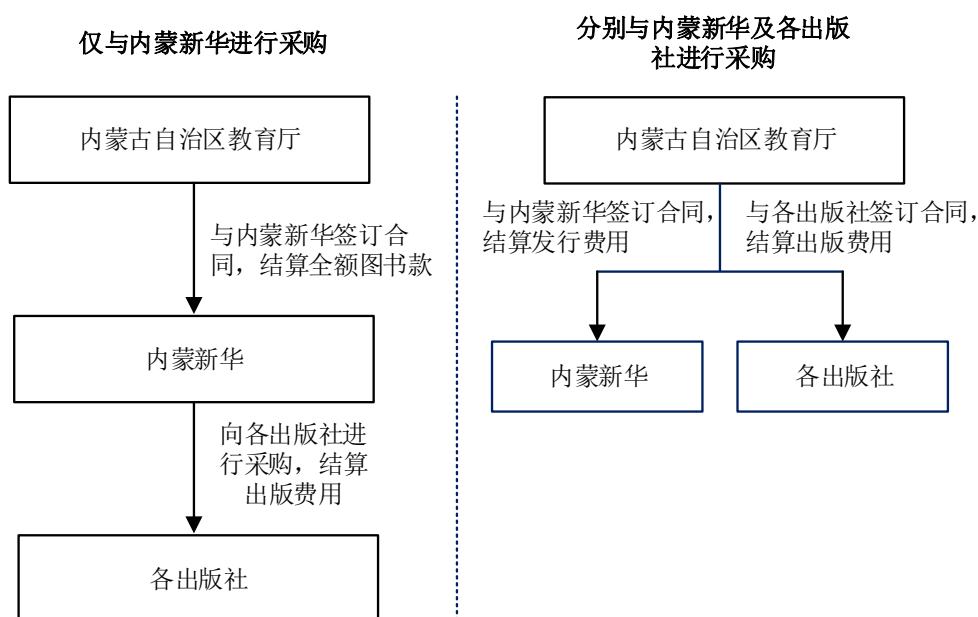 仅与内蒙新华进行采购
内蒙古自治区教育厅
与内蒙新华签订合
同，结算全额图书款
内蒙新华
向各出版社进
行采购，结算
出版费用
各出版社
分别与内蒙新华及各出版
社进行采购
内蒙古自治区教育厅
与内蒙新华签订合同，
结算发行费用
与各出版社签订合同，
结算出版费用
内蒙新华
各出版社